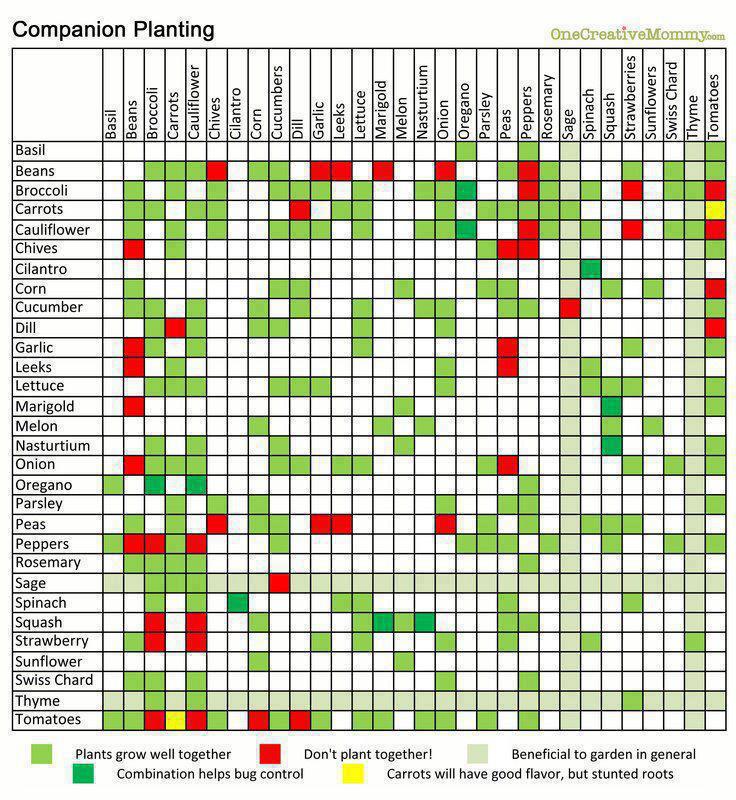 Companion Planting
OneCreativeMommy.com
Basil
Beans
Broccoli
Carrots
Cauliflower
Chives
Cilantro
Corn
Cucumbers
Dill
Garlic
Leeks
Lettuce
Marigold
Melon
Nasturtium
Onion
Oregano
Parsley
Peas
Peppers
Rosemary
Sage
Spinach
Squash
Strawberries
Sunflowers
Swiss Chard
Thyme
Tomatoes
Basil
Beans
Broccoli
Carrots
Cauliflower
Chives
Cilantro
Corn
Cucumber
Dill
Garlic
Leeks
Lettuce
Marigold
Melon
Nasturtium
Onion
Oregano
Parsley
Peas
Peppers
Rosemary
Sage
Spinach
Squash
Strawberry
Sunflower
Swiss Chard
Thyme
Tomatoes
Plants grow well together Don't plant together! Beneficial to garden in general
Combination helps bug control Carrots will have good flavor, but stunted roots